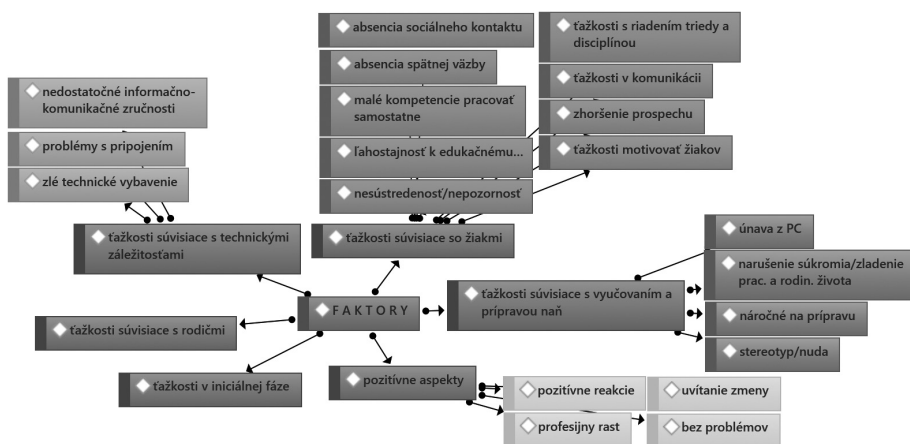 absencia sociálneho kontaktu
absencia spätnej väzby
malé kompetencie pracovať
samostatne
ľahostajnosť k edukačnému...
nesústredenosť/nepozornosť
ťažkosti s riadením triedy a
disciplínou
ťažkosti v komunikácii
zhoršenie prospechu
ťažkosti motivovať žiakov
nedostatočné informačno-
komunikačné zručnosti
problémy s pripojením
zlé technické vybavenie
ťažkosti súvisiace s technickými
záležitosťami
ťažkosti súvisiace so žiakmi
únava z PC
narušenie súkromia/zladenie
prac. a rodin. života
náročné na prípravu
stereotyp/nuda
ťažkosti súvisiace s vyučovaním a
prípravou naň
F A K T O R Y
ťažkosti súvisiace s rodičmi
ťažkosti v iniciálnej fáze
pozitívne aspekty
pozitívne reakcie
uvítanie zmeny
profesijny rast
bez problémov